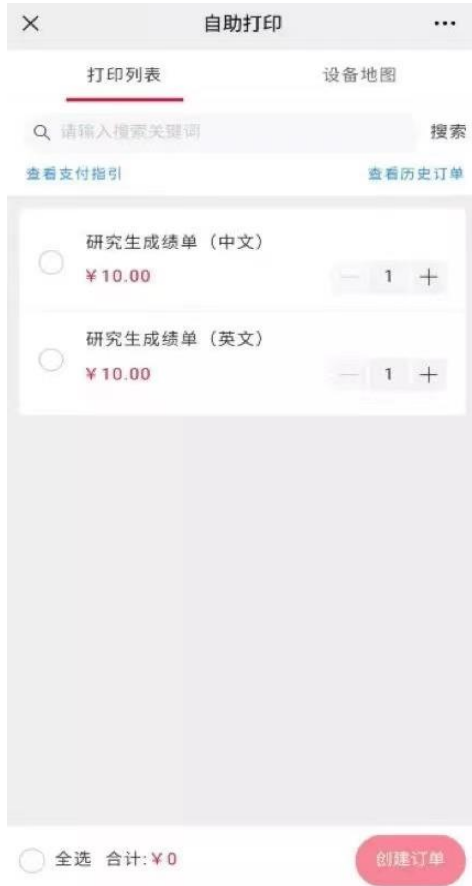 自助打印
打印列表 设备地图
请输入搜索关键词 搜索
查看支付指引 查看历史订单
研究生成绩单（中文）
￥10.00 1
研究生成绩单（英文）
￥10.00 1
全选 合计:￥0 创建订单